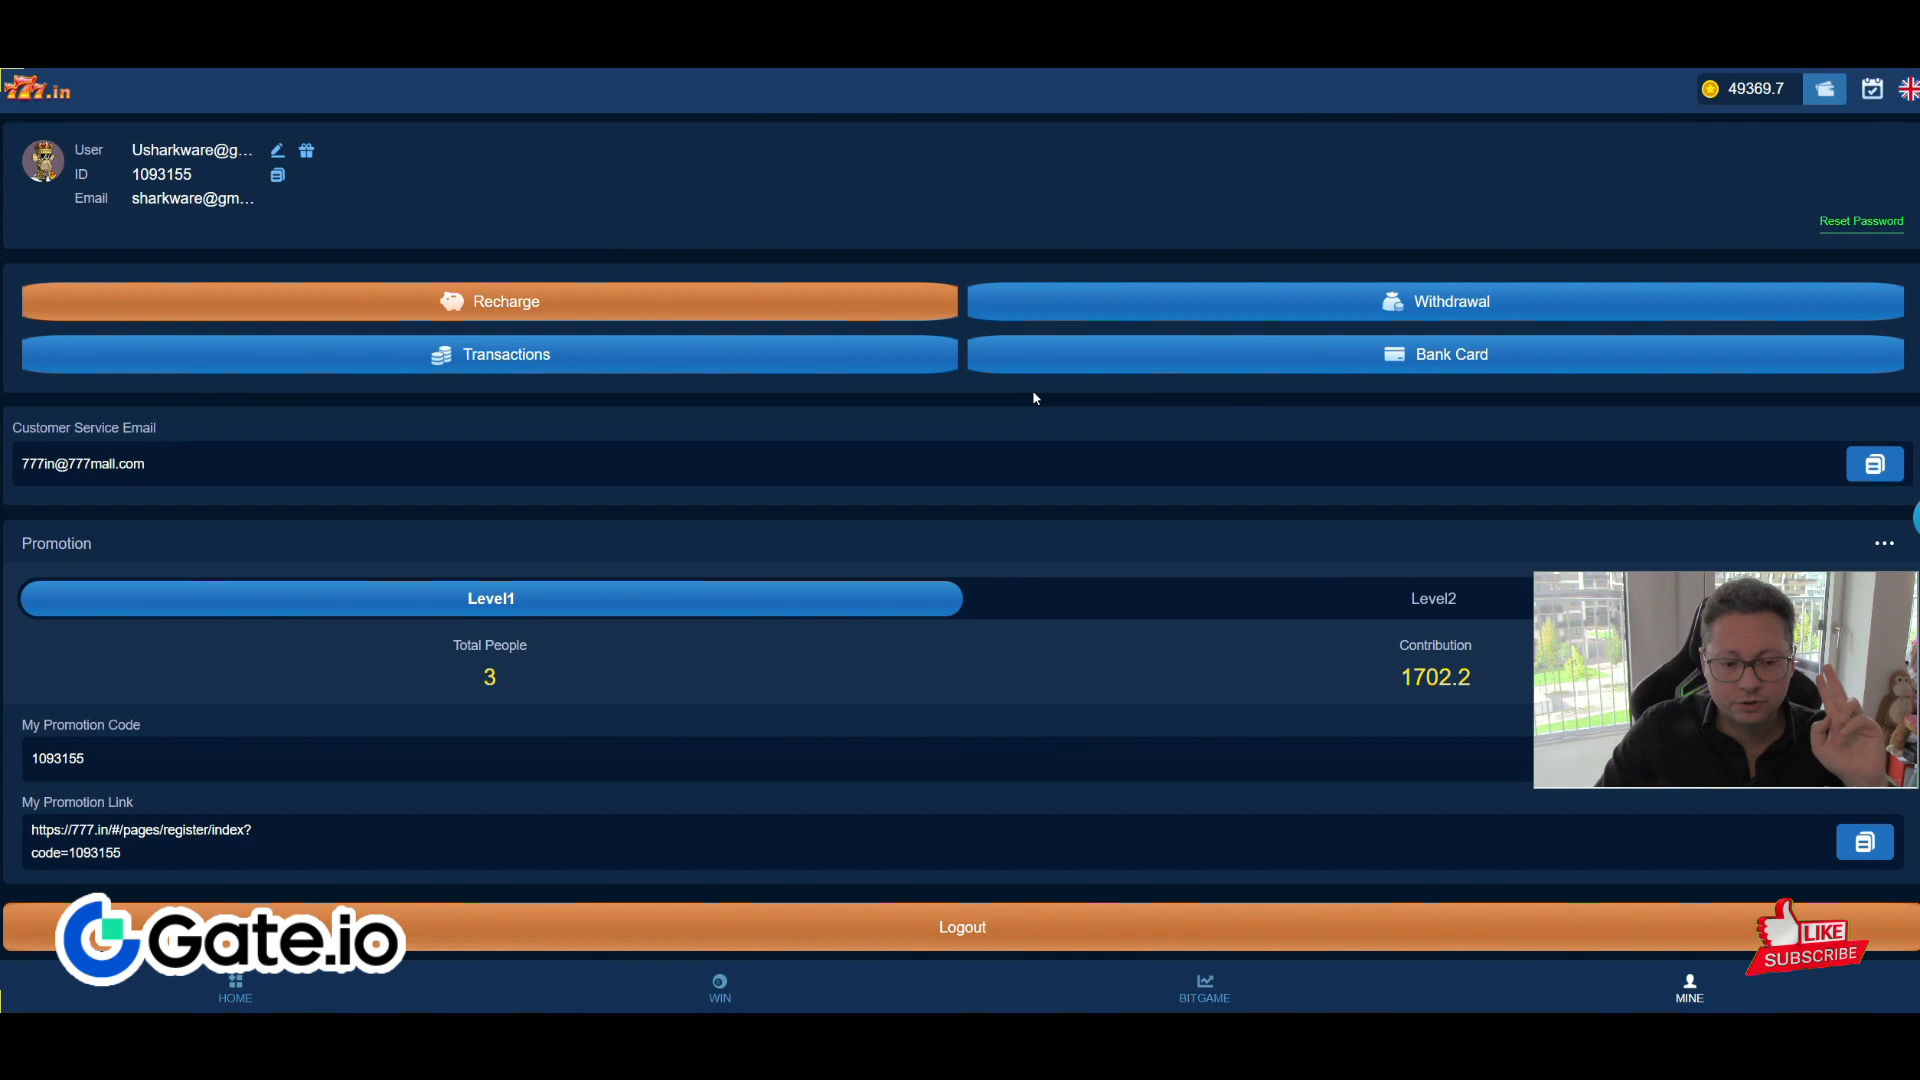 777.in
49369.7
User Usharkware@g...
ID 1093155
Email sharkware@gm...
Reset Password
Recharge
Withdrawal
Transactions
Bank Card
Customer Service Email
777in@777mall.com
Promotion
Level1
Level2
Total People
Contribution
3
1702.2
My Promotion Code
1093155
My Promotion Link
https://777.in/#/pages/register/index?
code=1093155
Logout
Gate.io
LIKE
SUBSCRIBE
HOME
WIN
BITGAME
MINE